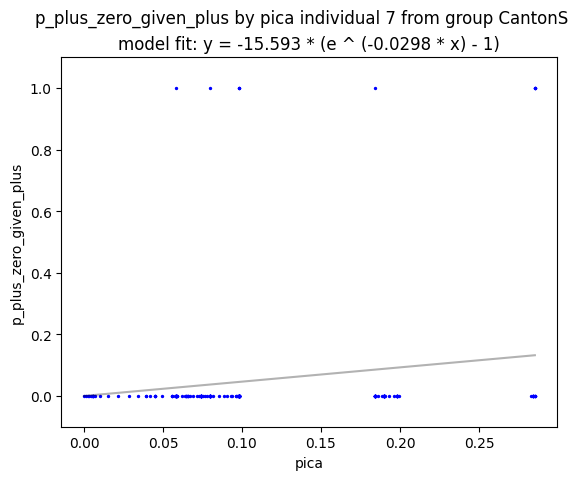 p_plus_zero_given_plus by pica individual 7 from group CantonS
model fit: y = -15.593 * (e ^ (-0.0298 * x) - 1)
1.0
0.8
0.6
0.4
0.2
0.0
p_plus_zero_given_plus
0.00 0.05 0.10 0.15 0.20 0.25
pica